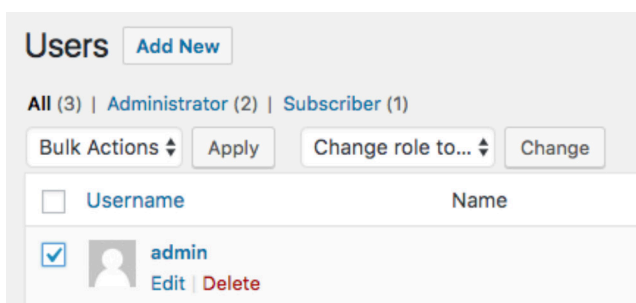 Users Add New
All (3) | Administrator (2) | Subscriber (1)
Bulk Actions Apply Change role to... Change
Username Name
admin
Edit | Delete